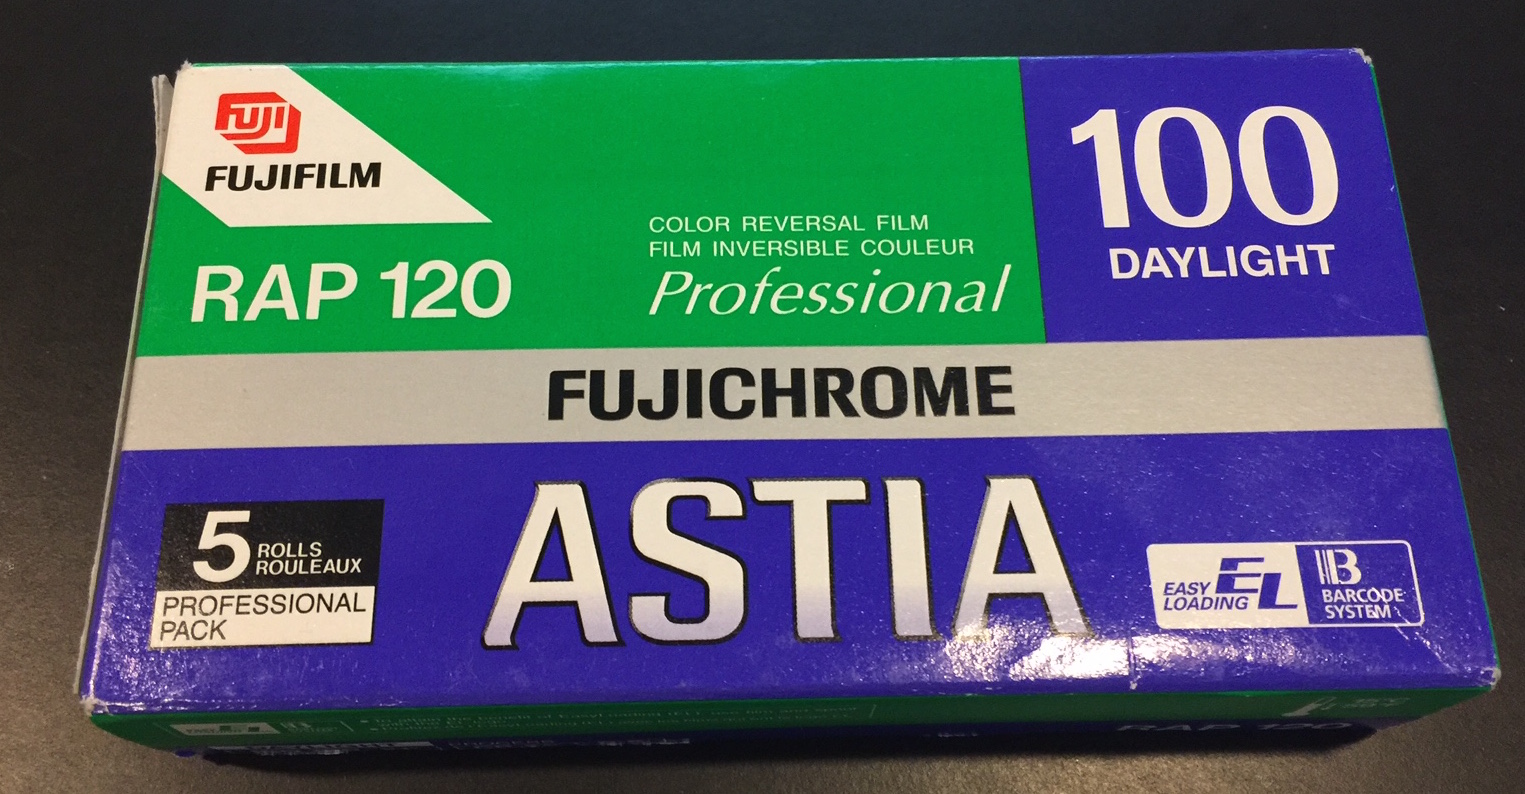 FUJI
FUJIFILM
RAP 120
COLOR REVERSAL FILM
FILM INVERSIBLE COULEUR
Professional
100
DAYLIGHT
FUJICHROME
ASTIA
5 ROLLS
ROULEAUX
PROFESSIONAL
PACK
EASY
LOADING
EL
B
BARCODE
SYSTEM
RAP 120